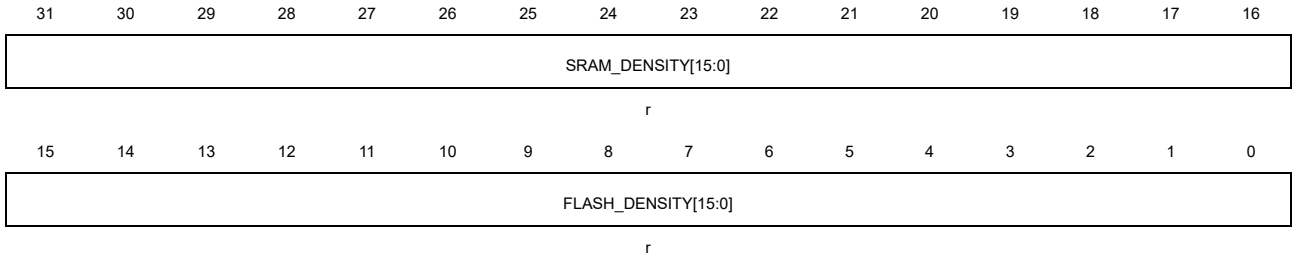 31 30 29 28 27 26 25 24 23 22 21 20 19 18 17 16
SRAM_DENSITY[15:0]
r
15 14 13 12 11 10 9 8 7 6 5 4 3 2 1 0
FLASH_DENSITY[15:0]
r